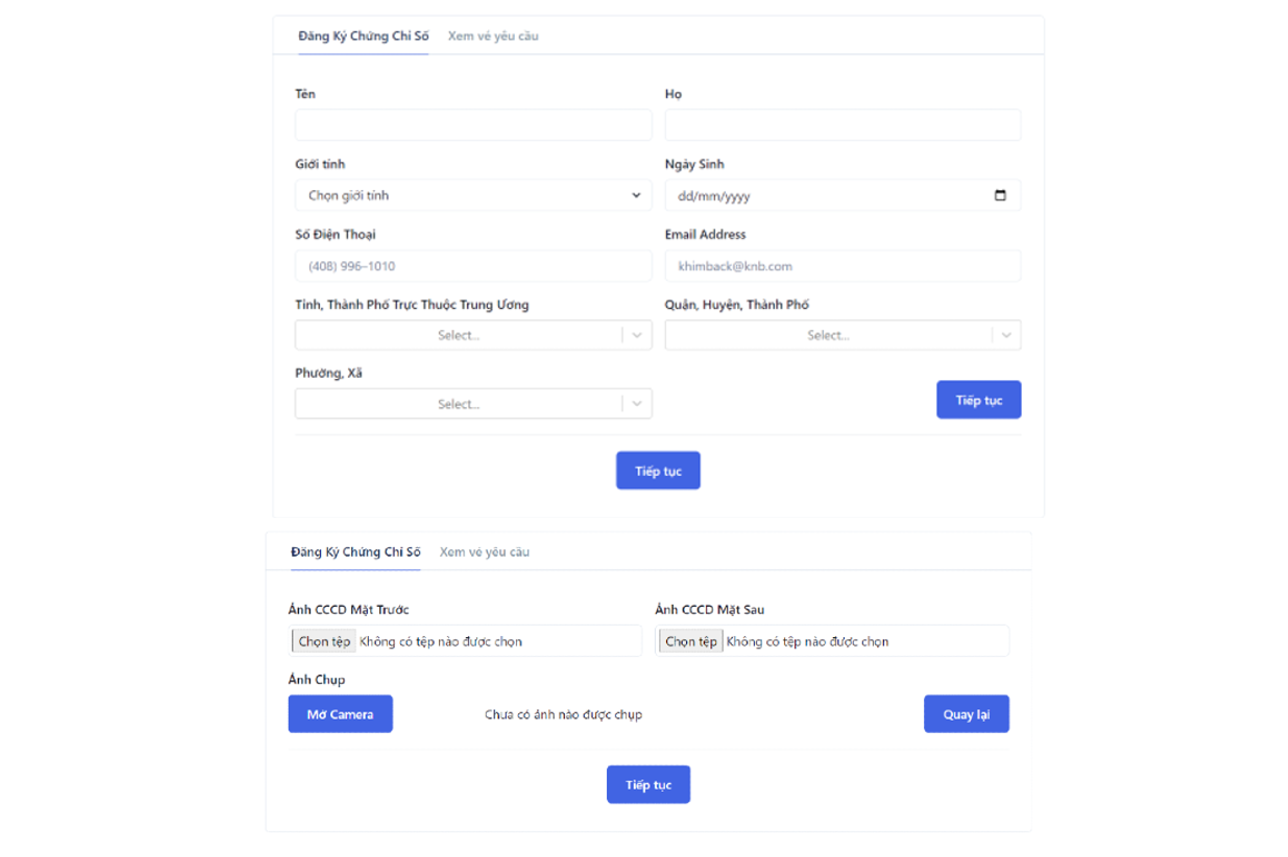 Đăng Ký Chứng Chỉ Số Xem vé yêu cầu
Tên Họ
Giới tính Ngày Sinh
Chọn giới tính dd/mm/yyyy
Số Điện Thoại Email Address
(408) 996–1010 khimback@knb.com
Tỉnh, Thành Phố Trực Thuộc Trung Ương Quận, Huyện, Thành Phố
Select... Select...
Phường, Xã
Select... Tiếp tục
Tiếp tục
Đăng Ký Chứng Chỉ Số Xem vé yêu cầu
Ảnh CCCD Mặt Trước Ảnh CCCD Mặt Sau
Chọn tệp Không có tệp nào được chọn Chọn tệp Không có tệp nào được chọn
Ảnh Chụp
Mở Camera Chưa có ảnh nào được chụp Quay lại
Tiếp tục